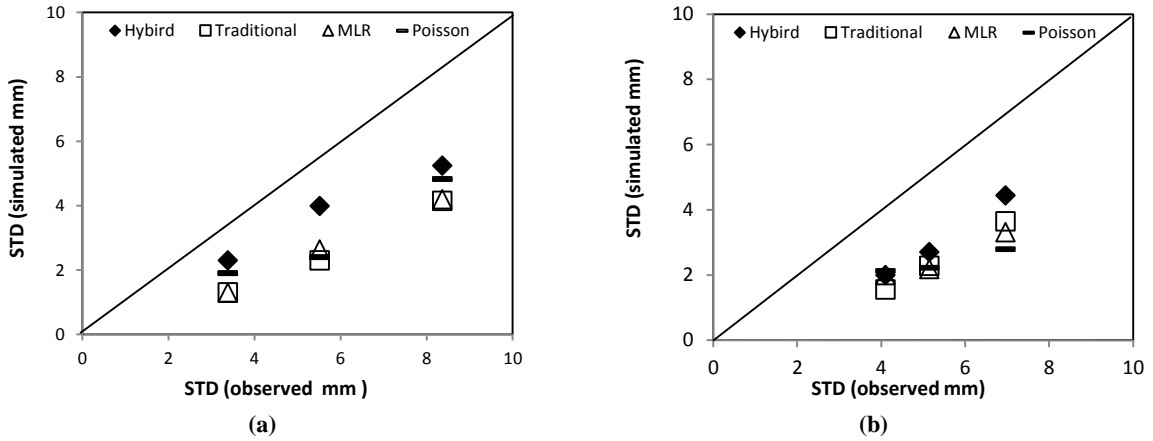 10
8
6
4
2
0
STD (simulated mm)
◆ Hybird □ Traditional △ MLR ▬ Poisson
0 2 4 6 8 10
STD (observed mm )
(a)
10
8
6
4
2
0
STD (simulated mm)
◆ Hybird □ Traditional △ MLR ▬ Poisson
0 2 4 6 8 10
STD (observed mm)
(b)